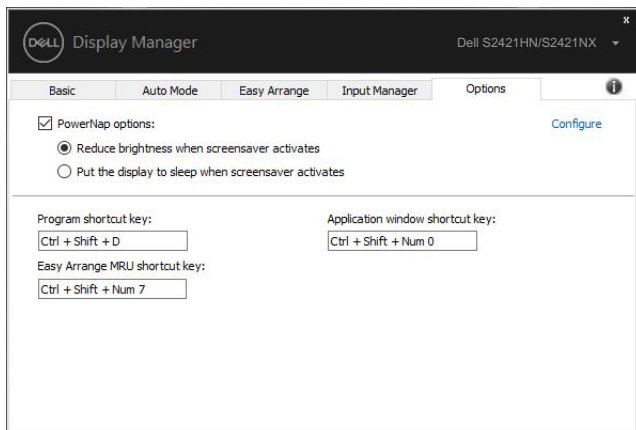 x
DELL Display Manager
Dell S2421HN/S2421NX
Basic Auto Mode Easy Arrange Input Manager Options
PowerNap options:
Configure
Reduce brightness when screensaver activates
Put the display to sleep when screensaver activates
Program shortcut key:
Application window shortcut key:
Ctrl + Shift + D
Ctrl + Shift + Num 0
Easy Arrange MRU shortcut key:
Ctrl + Shift + Num 7